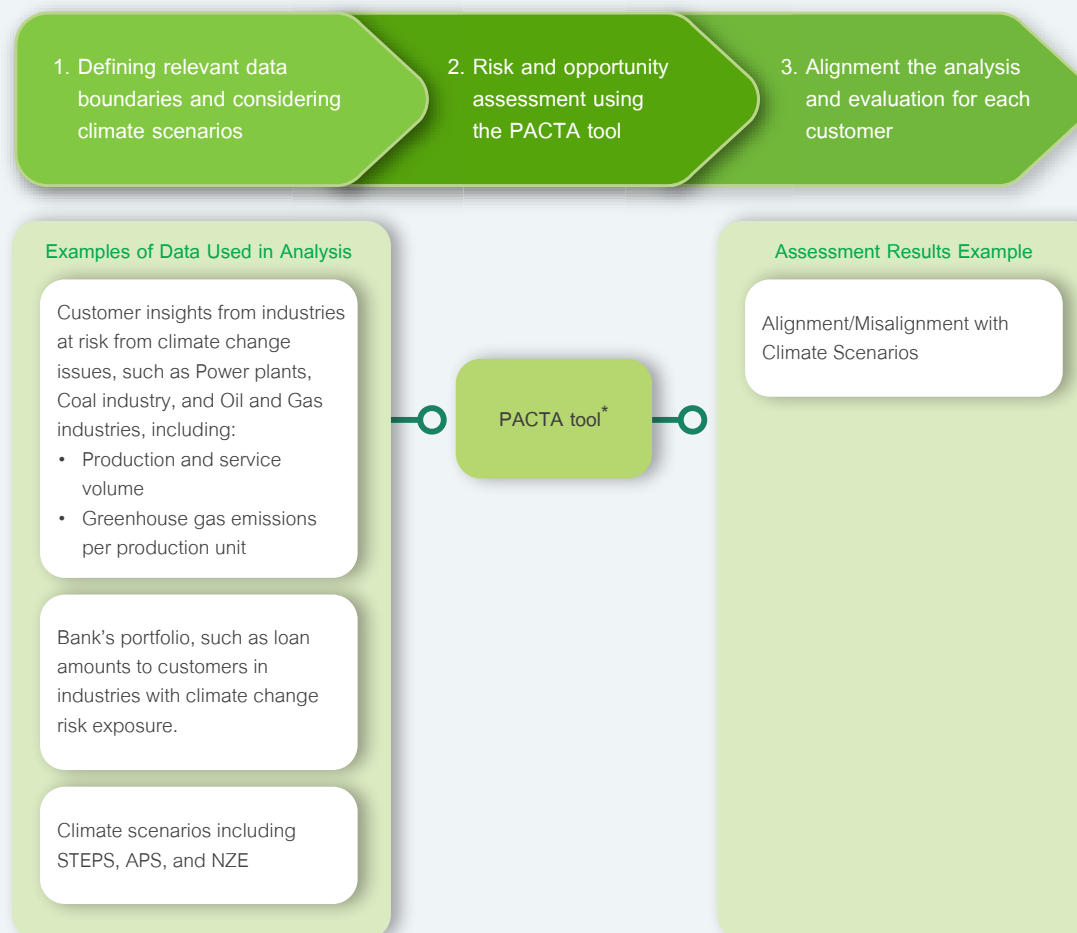 1. Defining relevant data
boundaries and considering
climate scenarios
2. Risk and opportunity
assessment using
the PACTA tool
3. Alignment the analysis
and evaluation for each
customer
Examples of Data Used in Analysis
Customer insights from industries
at risk from climate change
issues, such as Power plants,
Coal industry, and Oil and Gas
industries, including:
• Production and service
volume
• Greenhouse gas emissions
per production unit
Bank's portfolio, such as loan
amounts to customers in
industries with climate change
risk exposure.
Climate scenarios including
STEPS, APS, and NZE
PACTA tool*
Assessment Results Example
Alignment/Misalignment with
Climate Scenarios